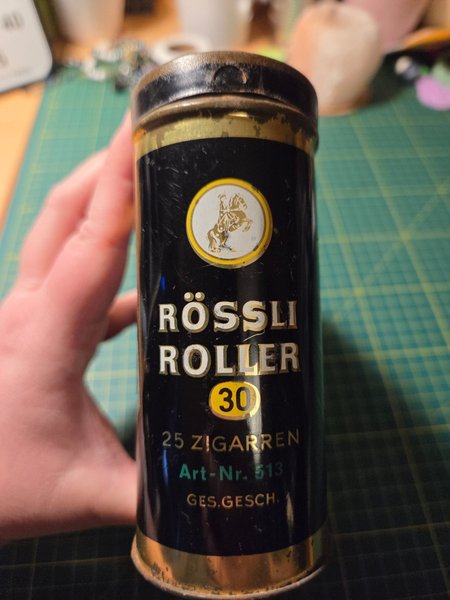 RÖSSLI
ROLLER
30
25 ZIGARREN
Art-Nr. 513
GES.GESCH.